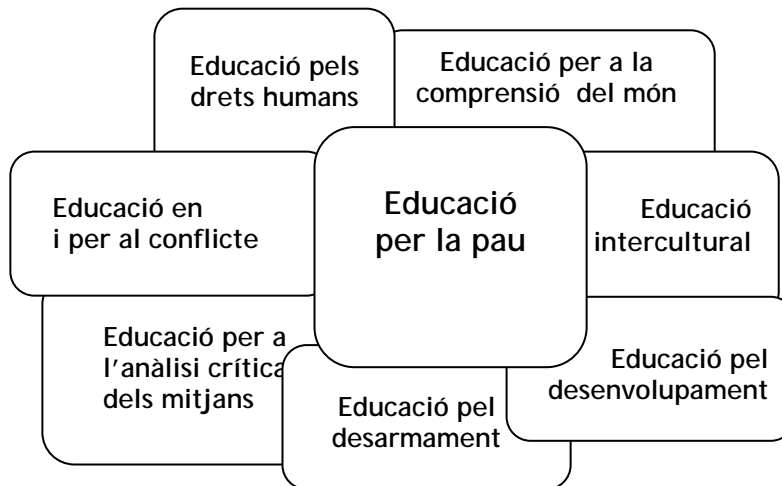 Educació pels
drets humans
Educació per a la
comprensió del món
Educació en
i per al conflicte
Educació
per la pau
Educació
intercultural
Educació per a
l'anàlisi crítica
dels mitjans
Educació pel
desarmament
Educació pel
desenvolupament